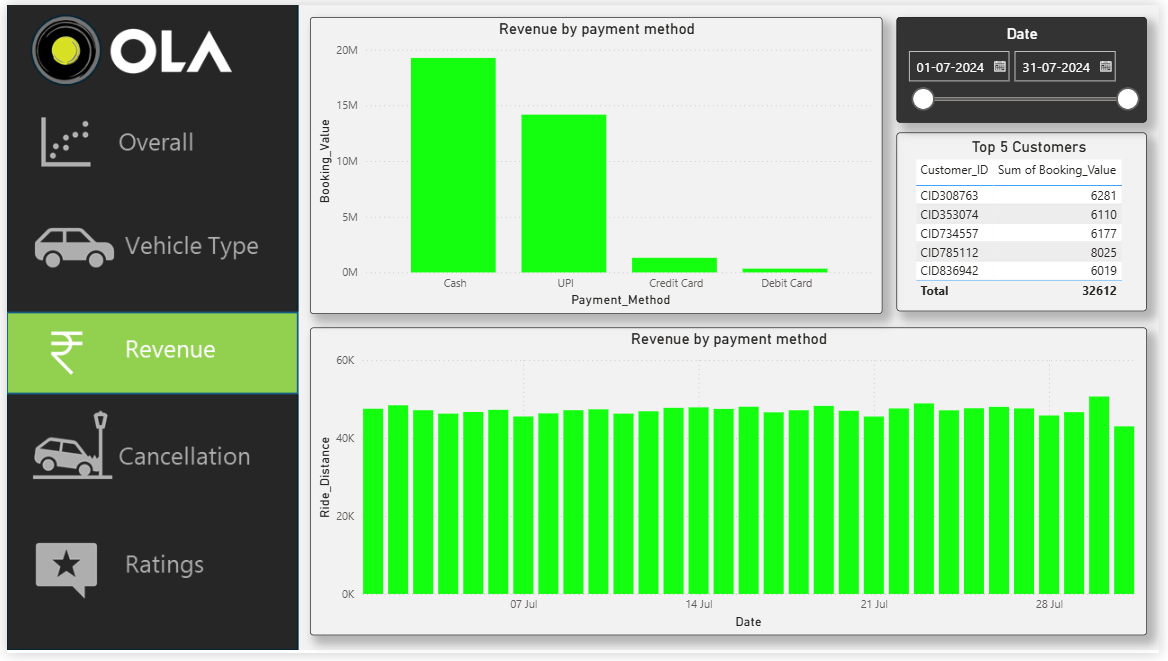 OLA
Overall
Vehicle Type
₹ Revenue
Cancellation
Ratings
Revenue by payment method
Booking_Value
20M
15M
10M
5M
0M
Cash UPI Credit Card Debit Card
Payment_Method
Date
01-07-2024 31-07-2024
Top 5 Customers
Customer_ID Sum of Booking_Value
CID308763 6281
CID353074 6110
CID734557 6177
CID785112 8025
CID836942 6019
Total 32612
Revenue by payment method
Ride_Distance
60K
40K
20K
0K
07 Jul 14 Jul 21 Jul 28 Jul
Date